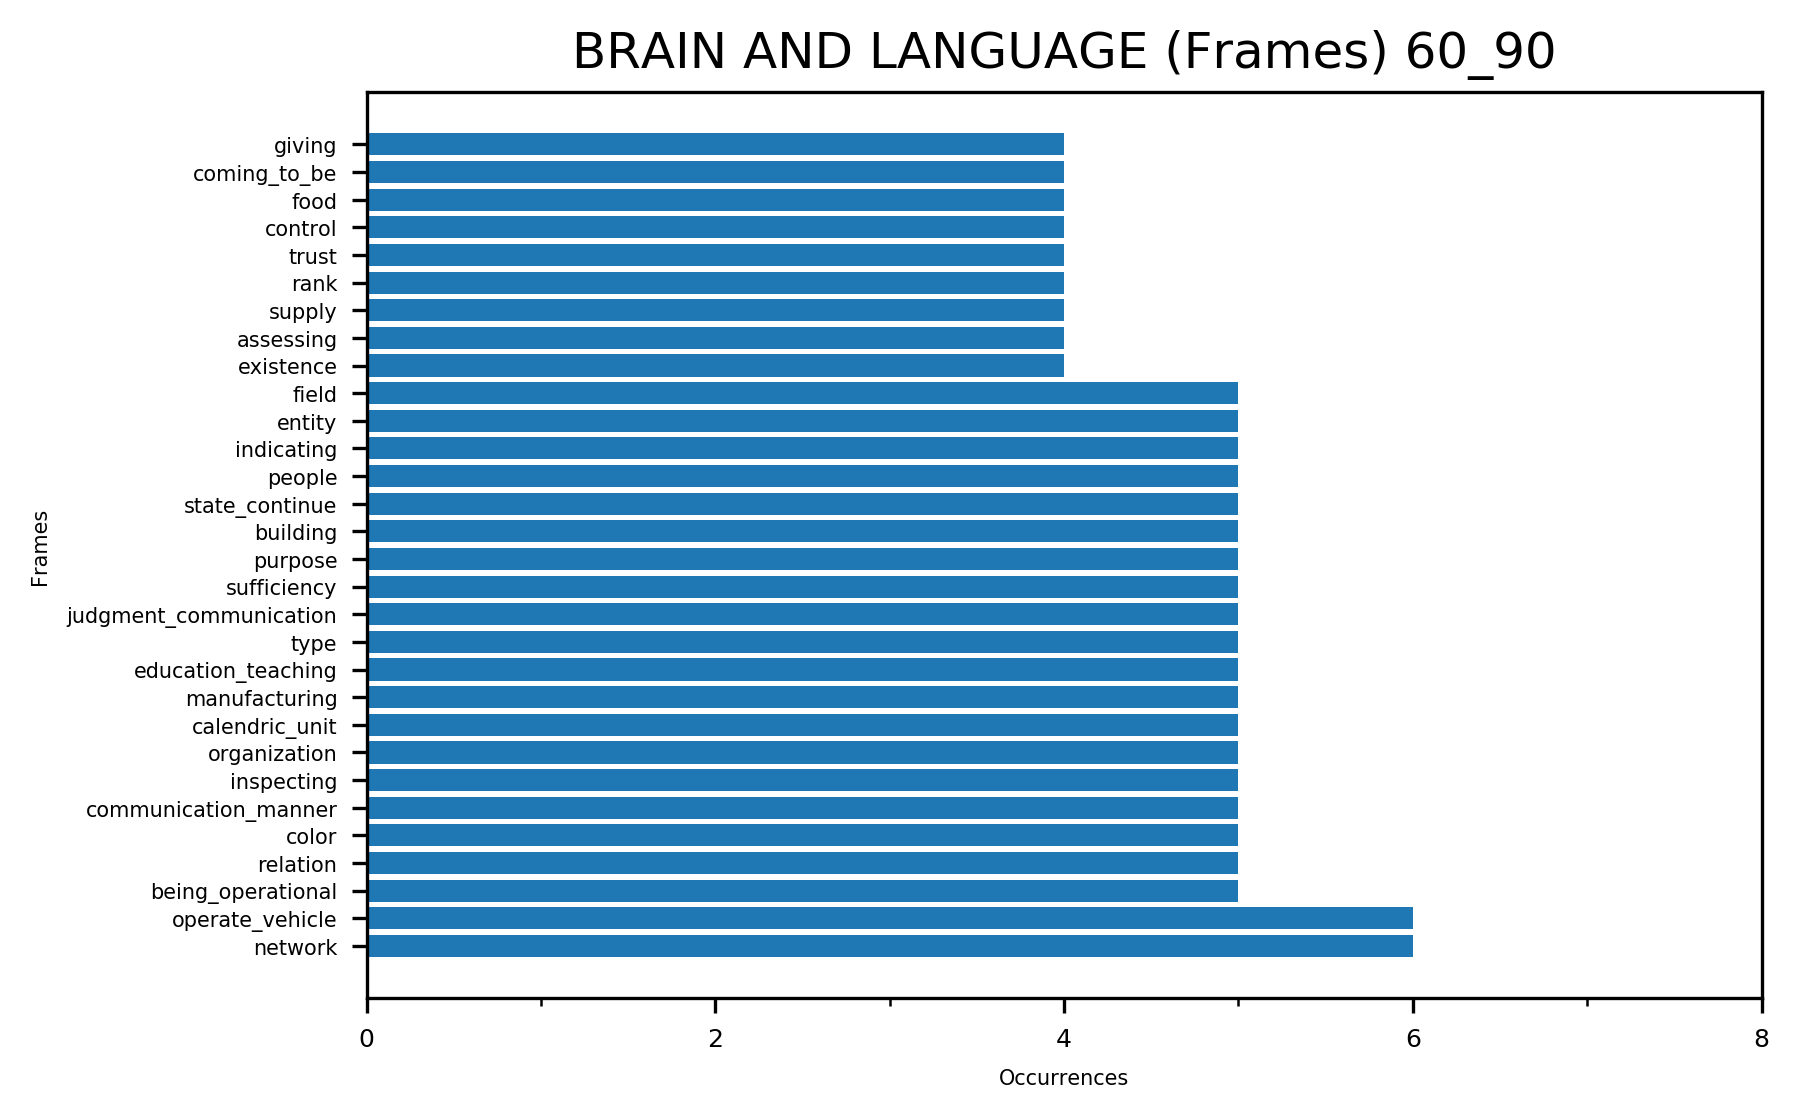 BRAIN AND LANGUAGE (Frames) 60_90
giving
coming_to_be
food
control
trust
rank
supply
assessing
existence
field
entity
indicating
people
state_continue
building
purpose
sufficiency
judgment_communication
type
education_teaching
manufacturing
calendric_unit
organization
inspecting
communication_manner
color
relation
being_operational
operate_vehicle
network
Frames
0 2 4 6 8
Occurrences